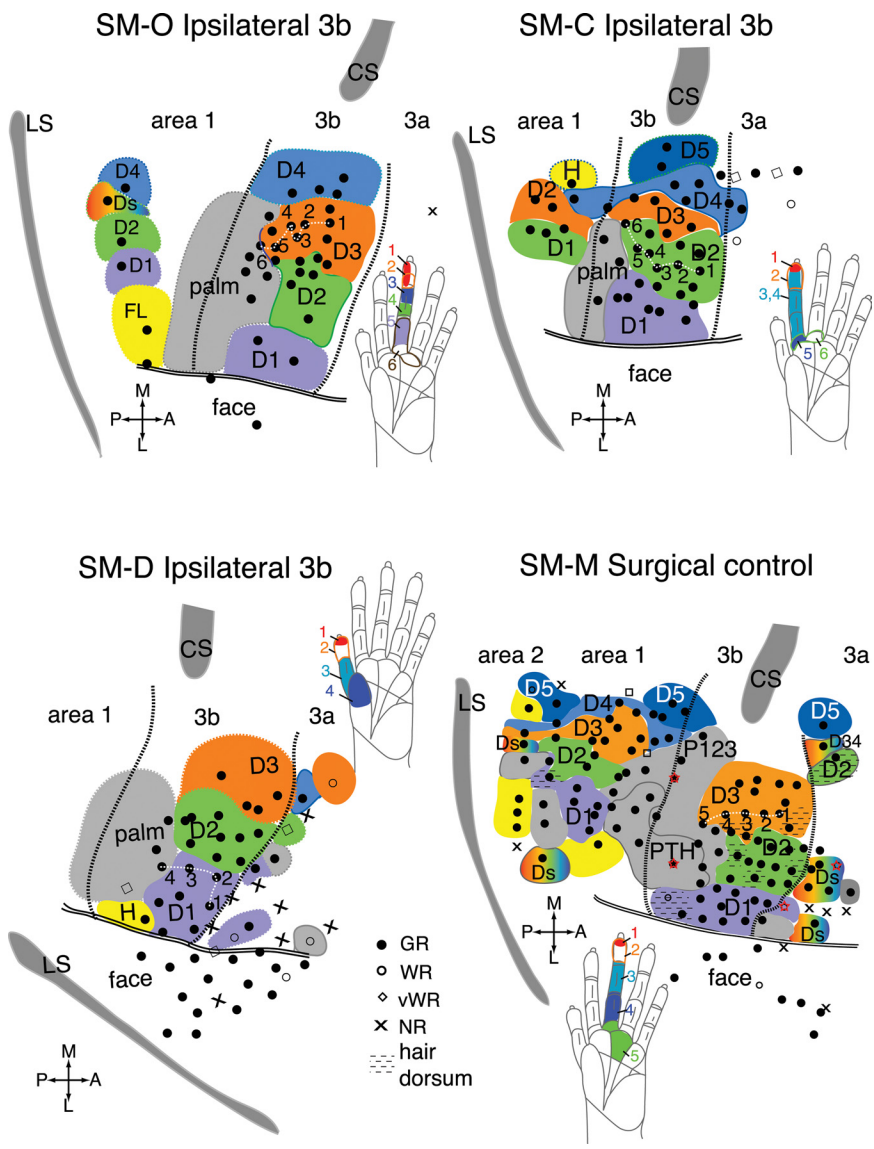 SM-O Ipsilateral 3b
CS
LS
area 1
3b
3a
D4
D4
Ds
4
2
1
D3
5
3
D2
6
D1
palm
D2
FL
D1
face
M
P
A
L
1
2
3
4
5
6
SM-C Ipsilateral 3b
CS
LS
area 1
3b
3a
D5
H
D2
D4
D3
6
D1
D2
5
4
3
2
1
palm
D1
face
M
P
A
L
1
2
3,4
5
6
SM-D Ipsilateral 3b
CS
1
2
3
4
area 1
3b
3a
D3
palm
D2
4
3
2
1
H
D1
LS
face
M
P
A
L
GR
WR
vWR
NR
hair
dorsum
SM-M Surgical control
CS
area 2
area 1
3b
3a
LS
D5
D4
D5
D5
D3
Ds
P123
D34
D2
D2
D3
D1
5
4
3
2
1
D2
PTH
Ds
Ds
D1
Ds
M
P
A
L
face
1
2
3
4
5